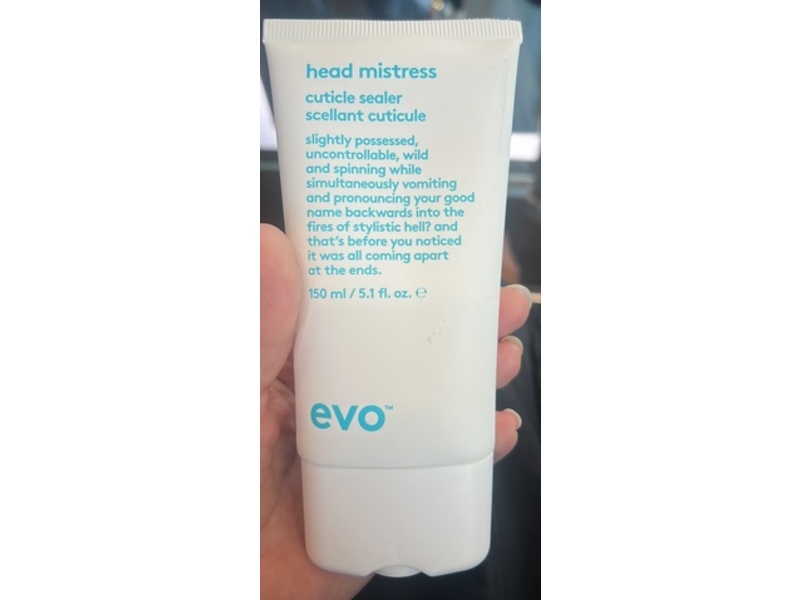 head mistress
cuticle sealer
scellant cuticule
slightly possessed,
uncontrollable, wild
and spinning while
simultaneously vomiting
and pronouncing your good
name backwards into the
fires of stylistic hell? and
that's before you noticed
it was all coming apart
at the ends.
150 ml / 5.1 fl. oz. ℮
evo™